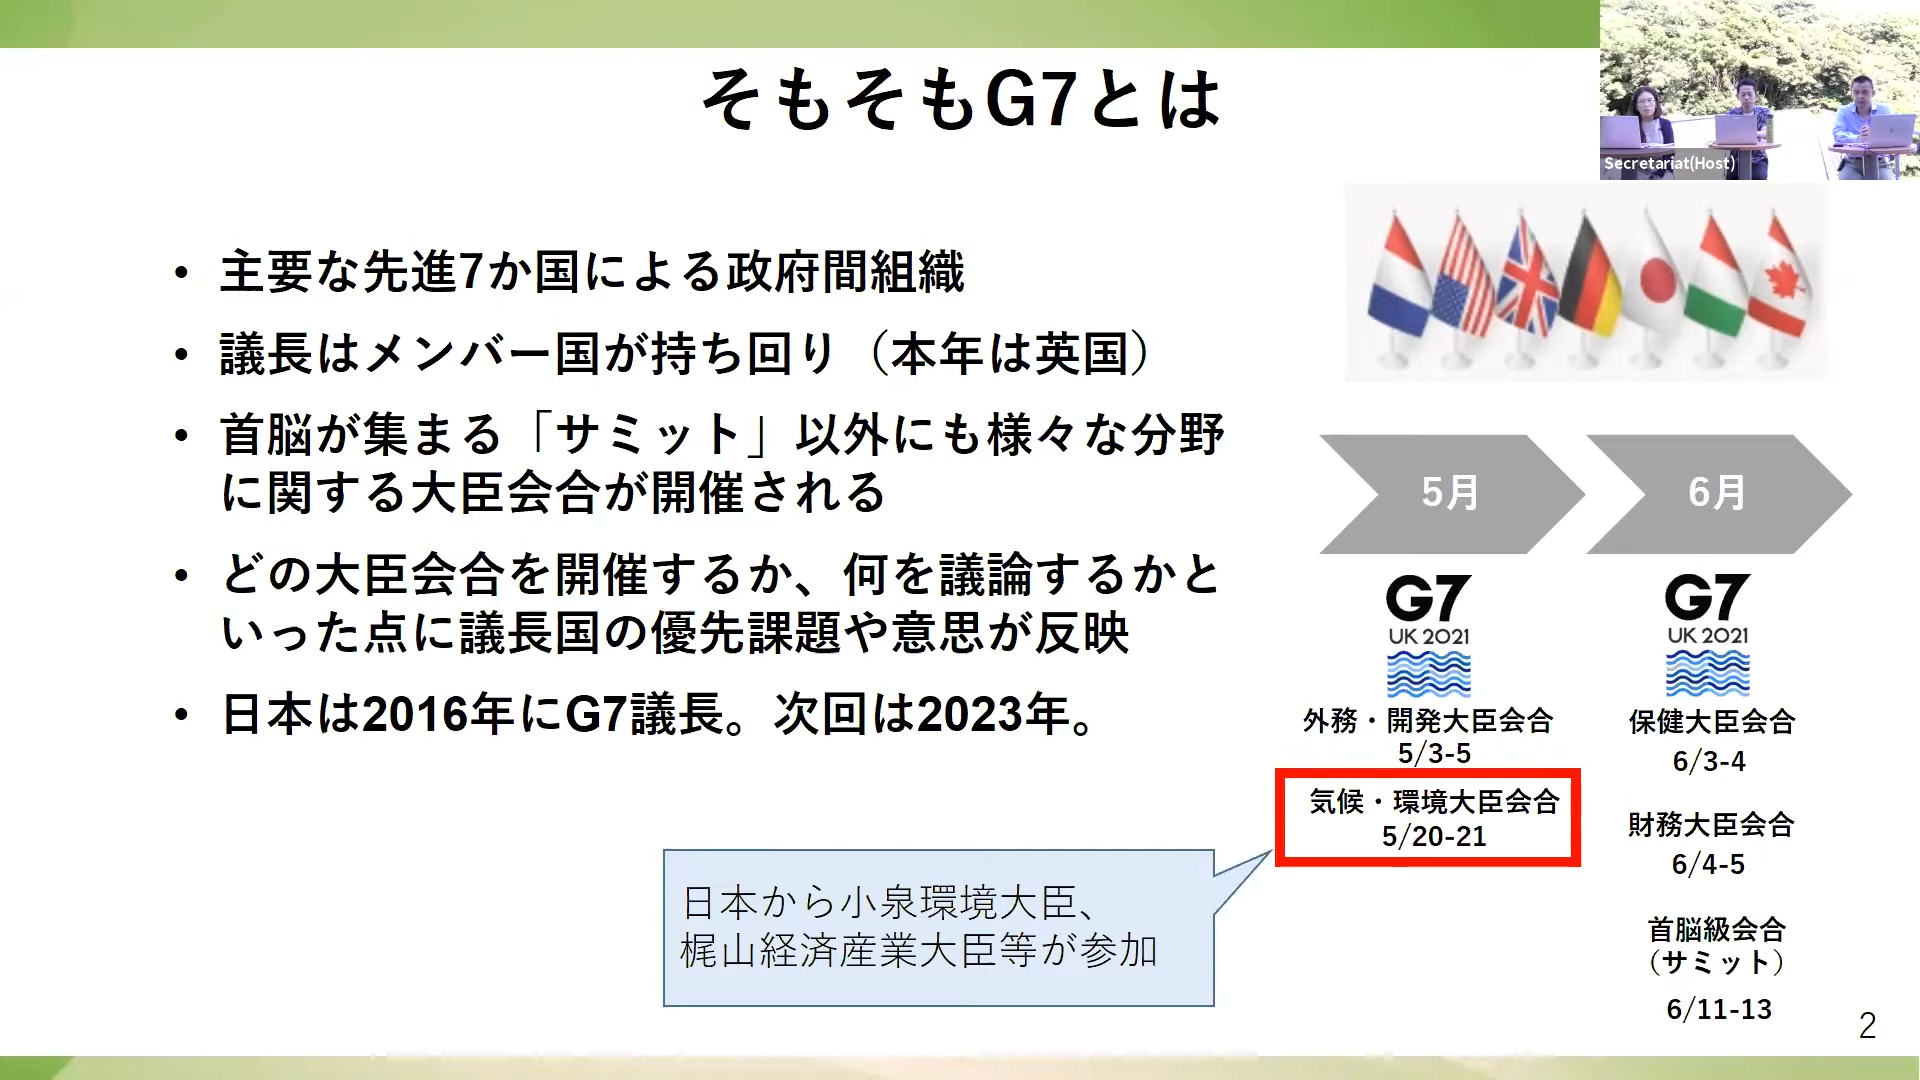 そもそもG7とは
Secretariat(Host)
• 主要な先進7か国による政府間組織
• 議長はメンバー国が持ち回り（本年は英国）
• 首脳が集まる「サミット」以外にも様々な分野
に関する大臣会合が開催される
• どの大臣会合を開催するか、何を議論するかと
いった点に議長国の優先課題や意思が反映
• 日本は2016年にG7議長。次回は2023年。
日本から小泉環境大臣、
梶山経済産業大臣等が参加
5月
G7
UK 2021
外務・開発大臣会合
5/3-5
気候・環境大臣会合
5/20-21
6月
G7
UK 2021
保健大臣会合
6/3-4
財務大臣会合
6/4-5
首脳級会合
（サミット）
6/11-13
2